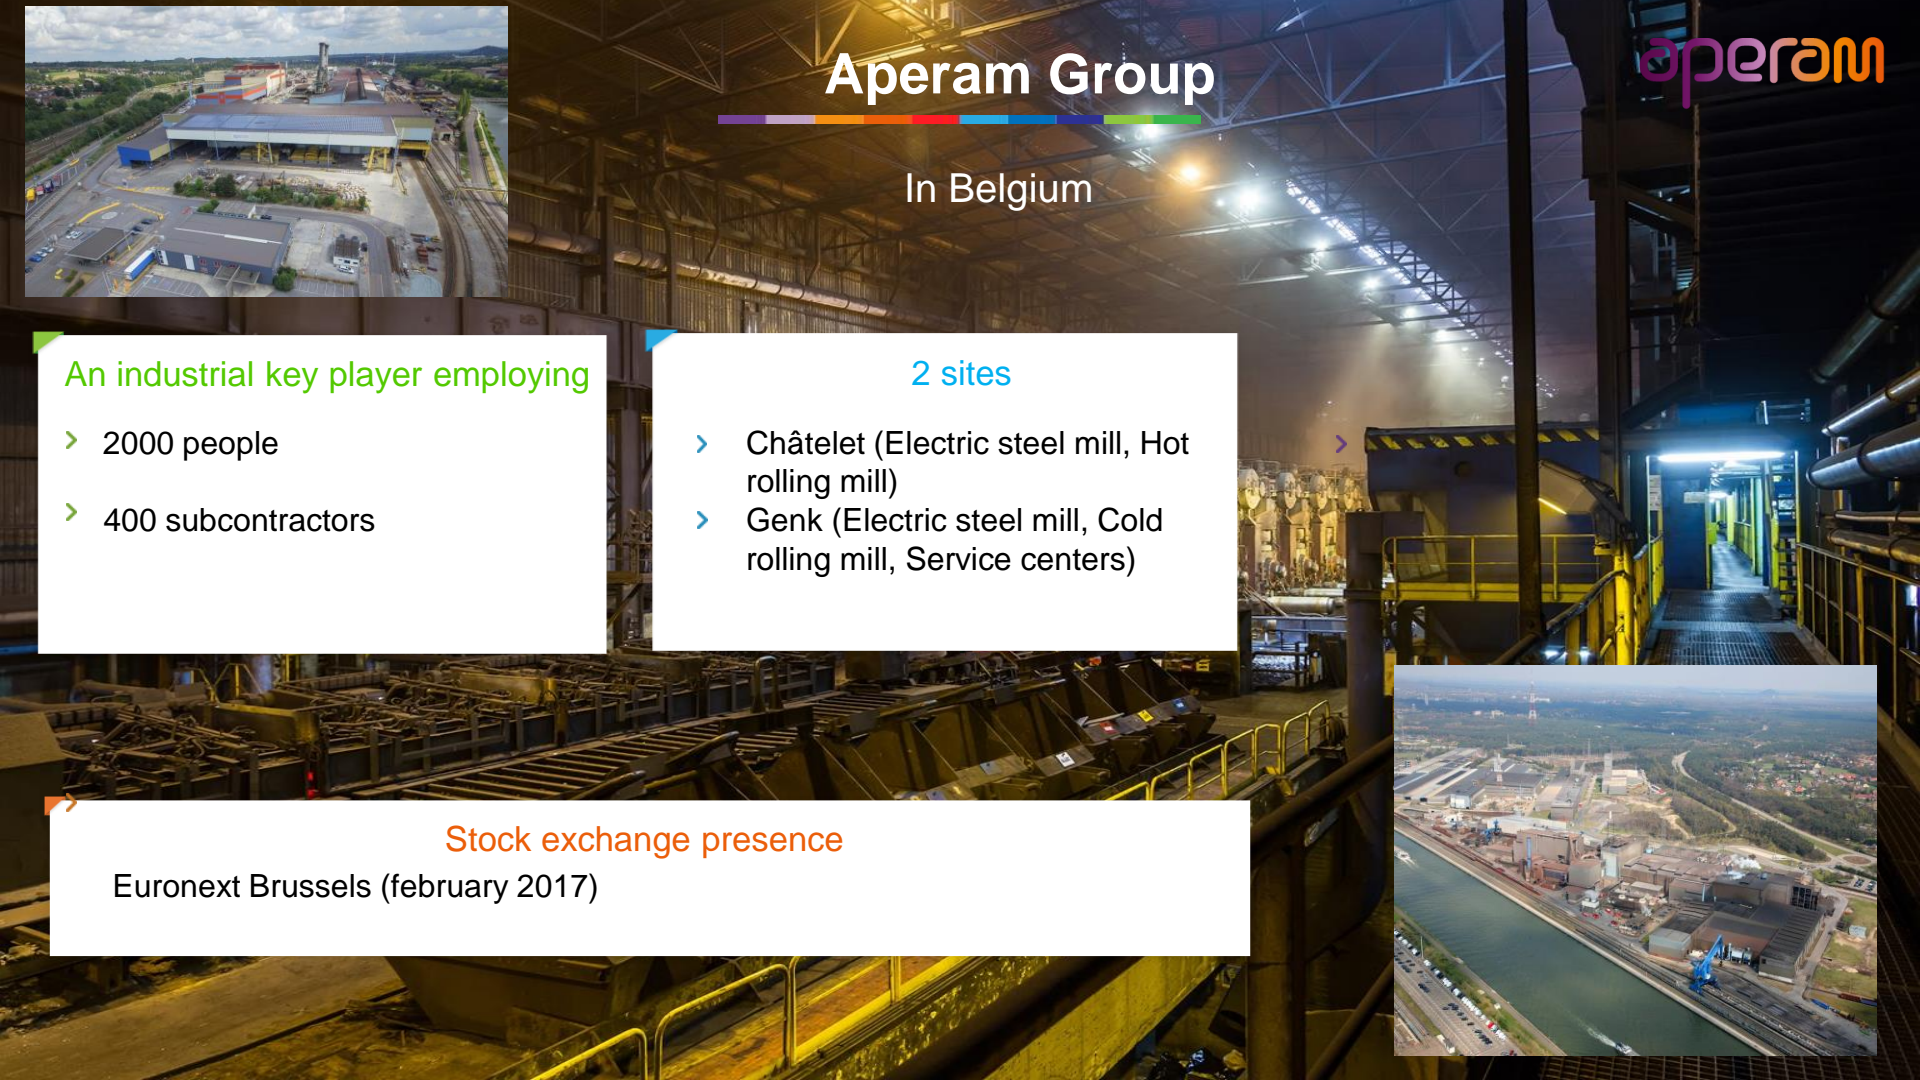 Aperam Group
aperam
In Belgium
An industrial key player employing
2000 people
400 subcontractors
2 sites
Châtelet (Electric steel mill, Hot
rolling mill)
Genk (Electric steel mill, Cold
rolling mill, Service centers)
Stock exchange presence
Euronext Brussels (february 2017)